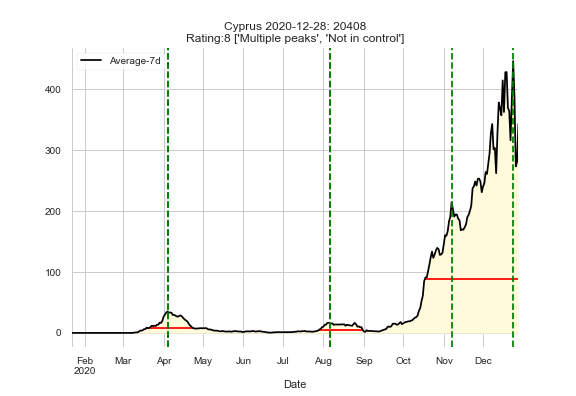 Cyprus 2020-12-28: 20408
Rating:8 ['Multiple peaks', 'Not in control']
Average-7d
400
300
200
100
0
Feb Mar Apr May Jun Jul Aug Sep Oct Nov Dec
2020
Date